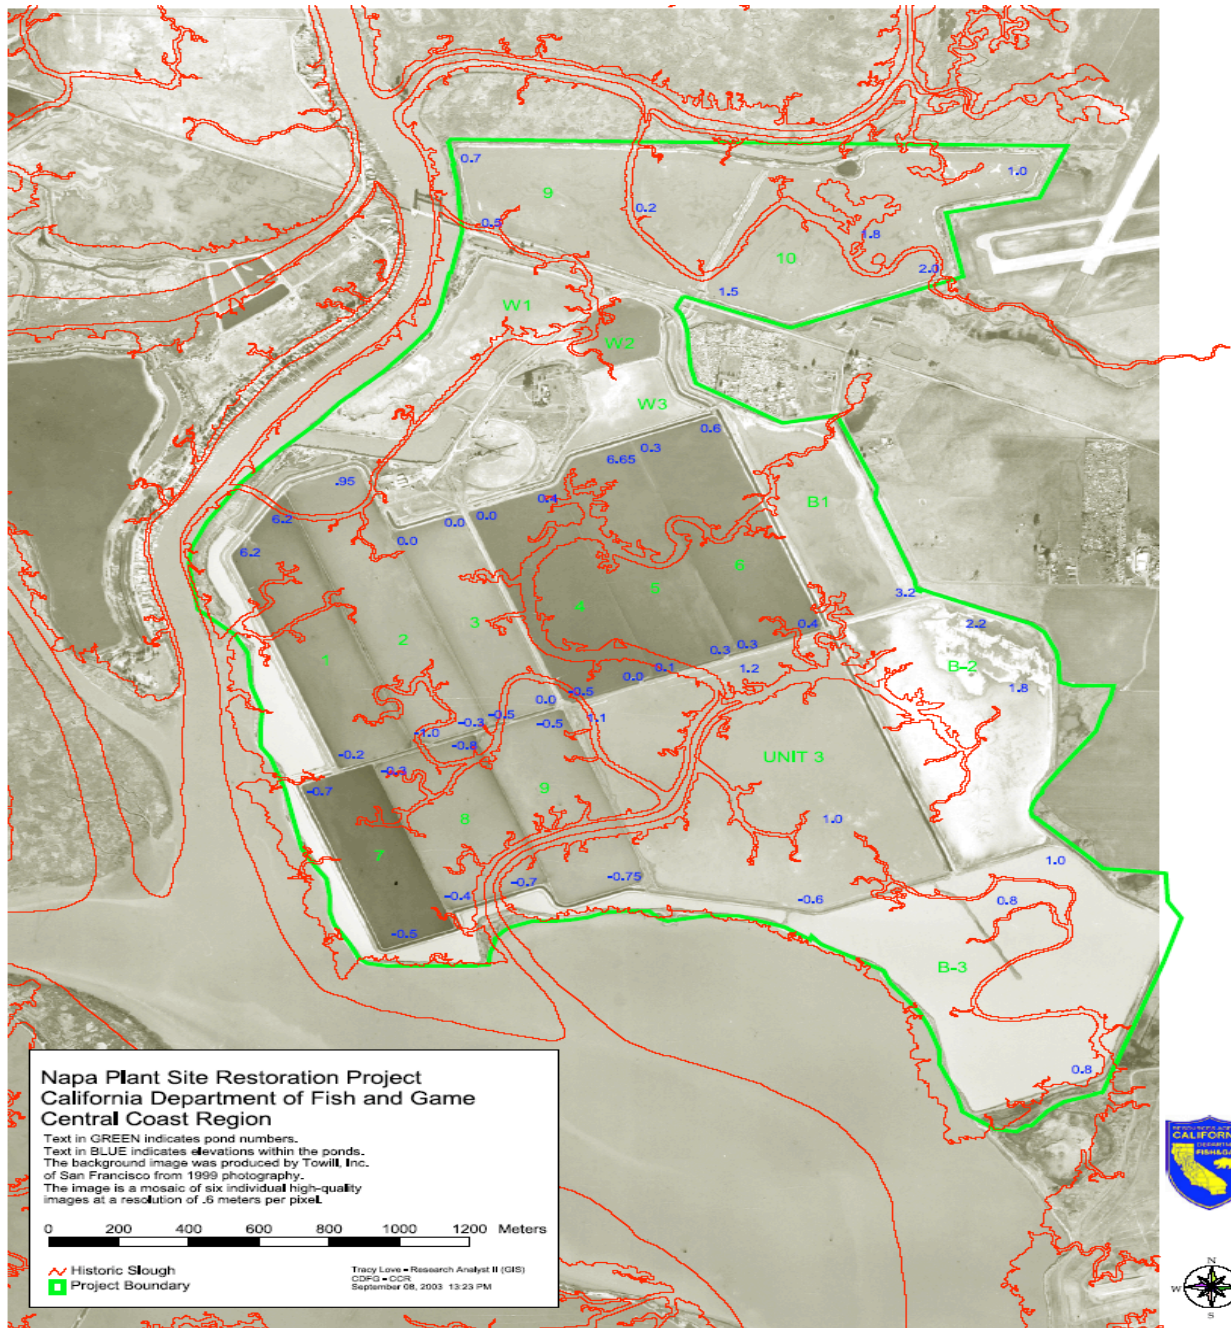 0.7
1.0
9
0.2
0.5
1.8
10
2.0
1.5
W1
W2
W3
0.6
0.3
6.65
.95
0.4
B1
6.2
0.0
0.0
0.0
6.2
6
5
3.2
4
3
0.4
2.2
2
0.3
0.3
1
B-2
0.1
1.2
0.0
1.8
-0.5
0.0
-0.5
1.1
-0.3
-0.5
-1.0
-0.8
-0.2
UNIT 3
-0.3
-0.7
9
8
1.0
7
1.0
-0.75
-0.7
-0.4
-0.6
0.8
-0.5
B-3
0.8
Napa Plant Site Restoration Project
California Department of Fish and Game
Central Coast Region
Text in GREEN indicates pond numbers.
Text in BLUE indicates elevations within the ponds.
The background image was produced by Towill, Inc.
of San Francisco from 1999 photography.
The image is a mosaic of six individual high-quality
images at a resolution of .6 meters per pixel.
0 200 400 600 800 1000 1200 Meters
Historic Slough
Project Boundary
Tracy Love - Research Analyst II (GIS)
CDFG - CCR
September 08, 2003 13:23 PM
CALIFORN
FISH&GA
N
W
S